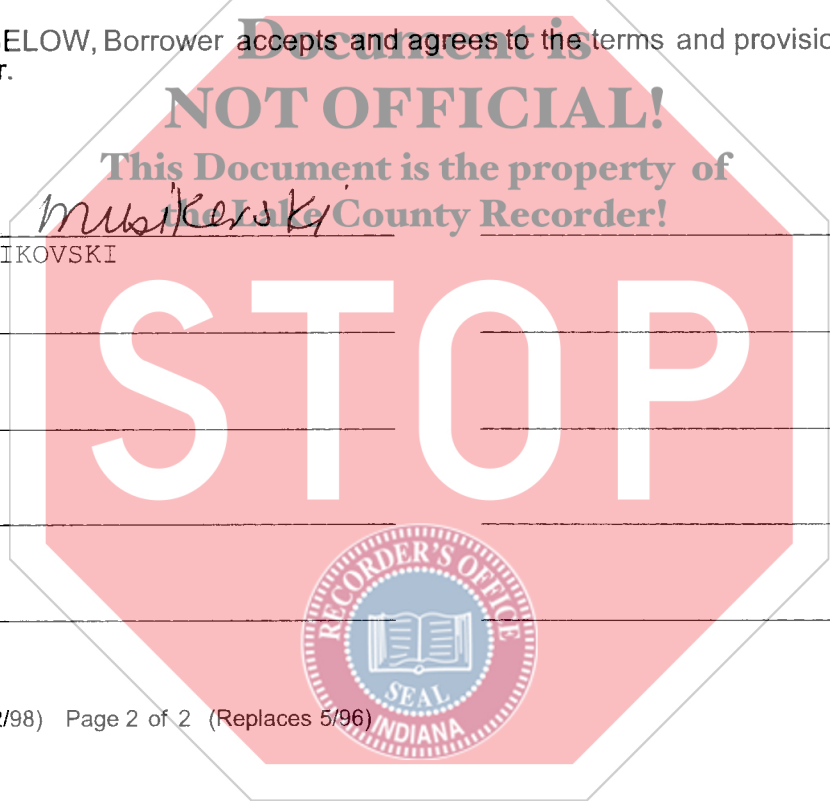 Document is
ELOW, Borrower accepts and agrees to the terms and provisio
r.
NOT OFFICIAL!
This Document is the property of
the Lake County Recorder!
Musikovski
IKOVSKI
STOP
RECORDER'S OFFICE
SEAL
INDIANA
/98) Page 2 of 2 (Replaces 5/96)